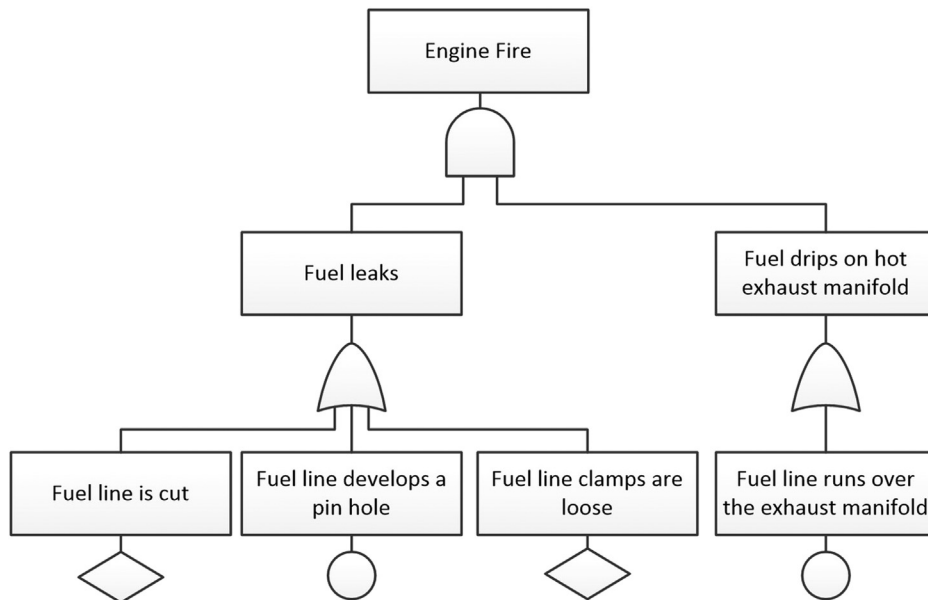 Engine Fire
Fuel leaks
Fuel drips on hot
exhaust manifold
Fuel line is cut
Fuel line develops a
pin hole
Fuel line clamps are
loose
Fuel line runs over
the exhaust manifold